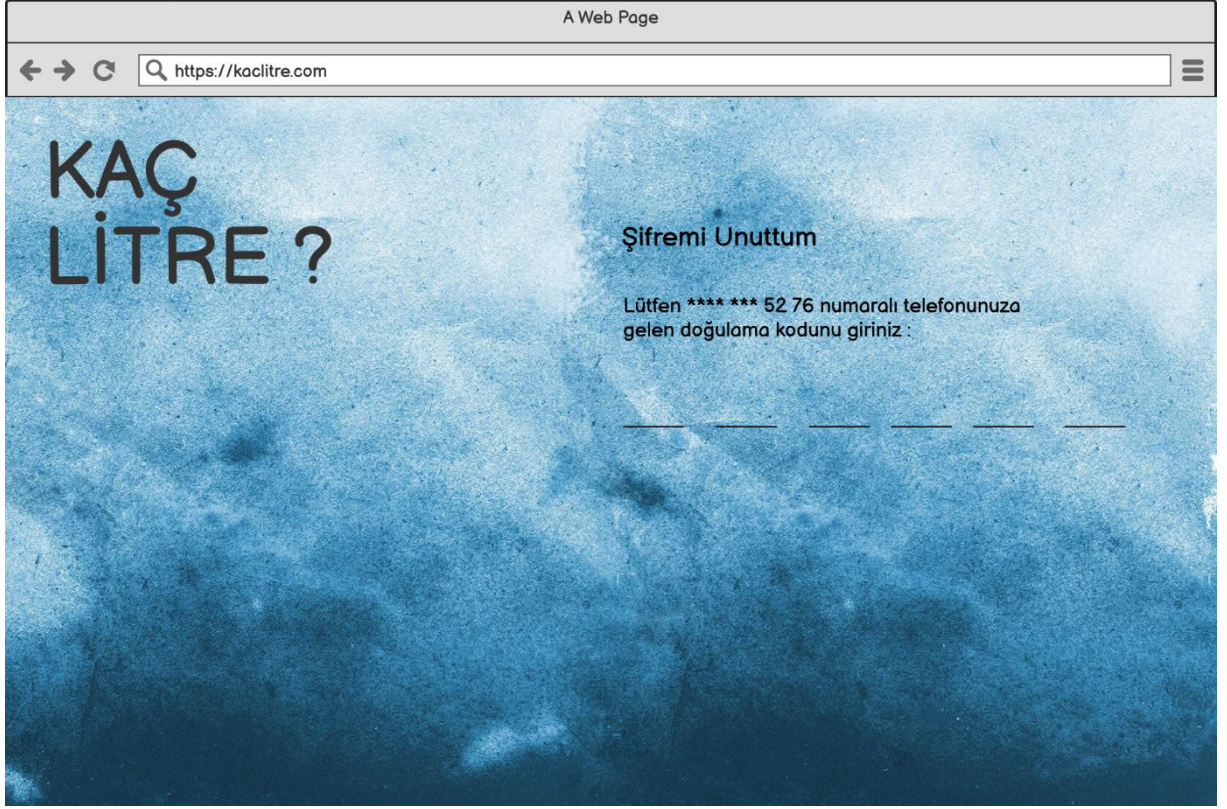 A Web Page
https://kaclitre.com
KAÇ
LİTRE ?
Şifremi Unuttum
Lütfen **** *** 52 76 numaralı telefonunuza
gelen doğulama kodunu giriniz :